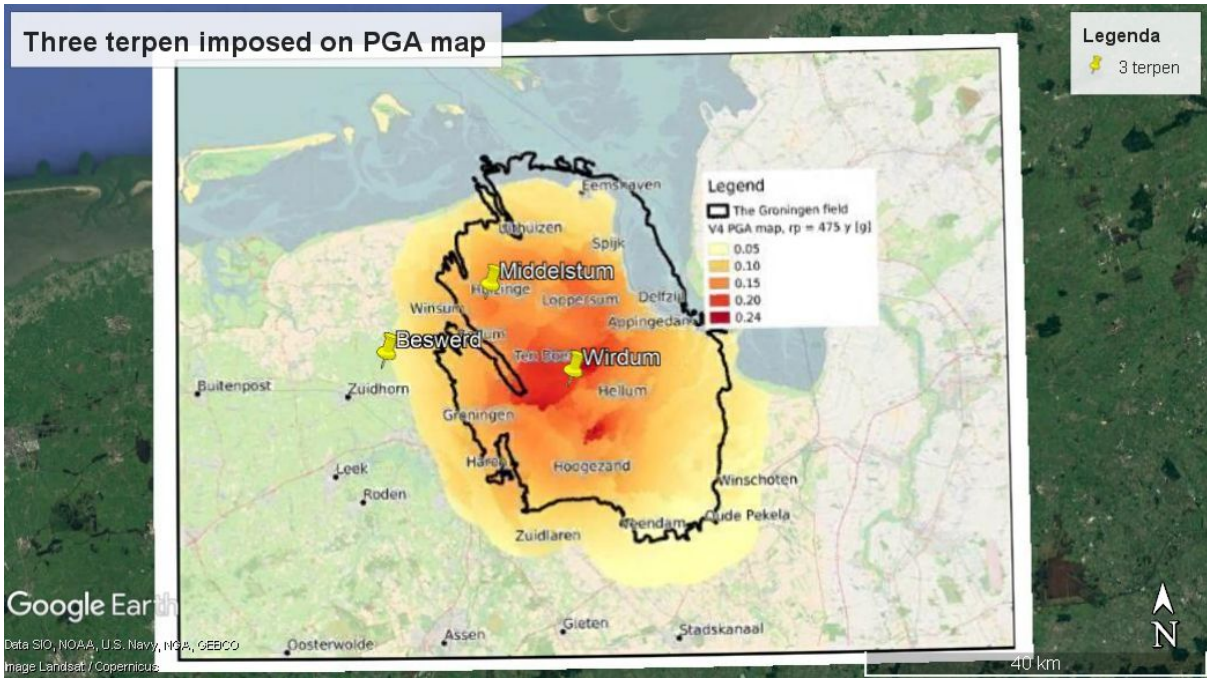 Three terpen imposed on PGA map
Legenda
3 terpen
Legend
The Groningen field
V4 PGA map, rp = 475 y [g]
0.05
0.10
0.15
0.20
0.24
Eemshaven
Uithuizen
Spijk
Middelstum
Huizinge
Loppersum
Delfzijl
Winsum
Appingedam
Beswerd
Ten Boer
Wirdum
Buitenpost
Zuidhorn
Hellum
Groningen
Leek
Haren
Hoogezand
Roden
Winschoten
Zuidlaren
Veendam
Oude Pekela
Google Earth
Gieten
Stadskanaal
Assen
Oosterwolde
Data SIO, NOAA, U.S. Navy, NGA, GEBCO
Image Landsat / Copernicus
N
40 km